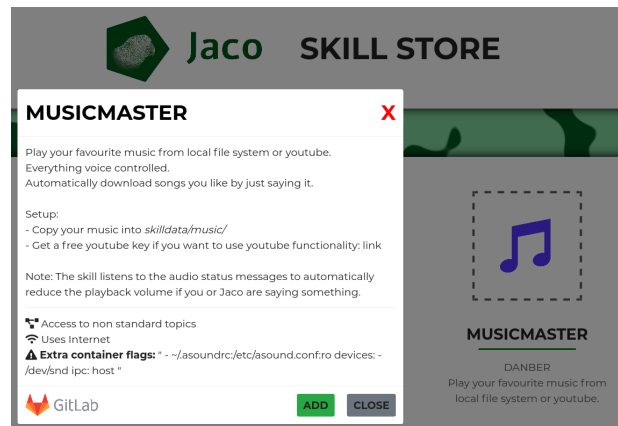 Jaco SKILL STORE
MUSICMASTER X
Play your favourite music from local file system or youtube.
Everything voice controlled.
Automatically download songs you like by just saying it.
Setup:
- Copy your music into skilldata/music/
- Get a free youtube key if you want to use youtube functionality: link
Note: The skill listens to the audio status messages to automatically
reduce the playback volume if you or Jaco are saying something.
Access to non standard topics
Uses Internet
Extra container flags: " - ~/.asoundrc:/etc/asound.conf:ro devices: -
/dev/snd ipc: host "
GitLab ADD CLOSE
MUSICMASTER
DANBER
Play your favourite music from
local file system or youtube.